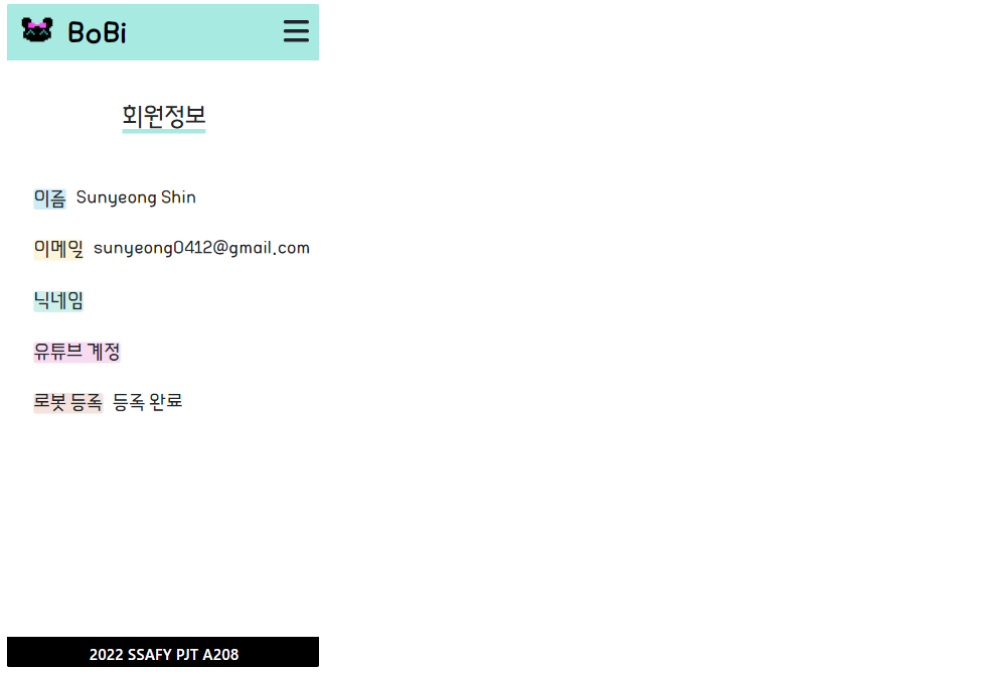 BoBi
회원정보
이름 Sunyeong Shin
이메일 sunyeong0412@gmail.com
닉네임
유튜브 계정
로봇 등록 등록 완료
2022 SSAFY PJT A208